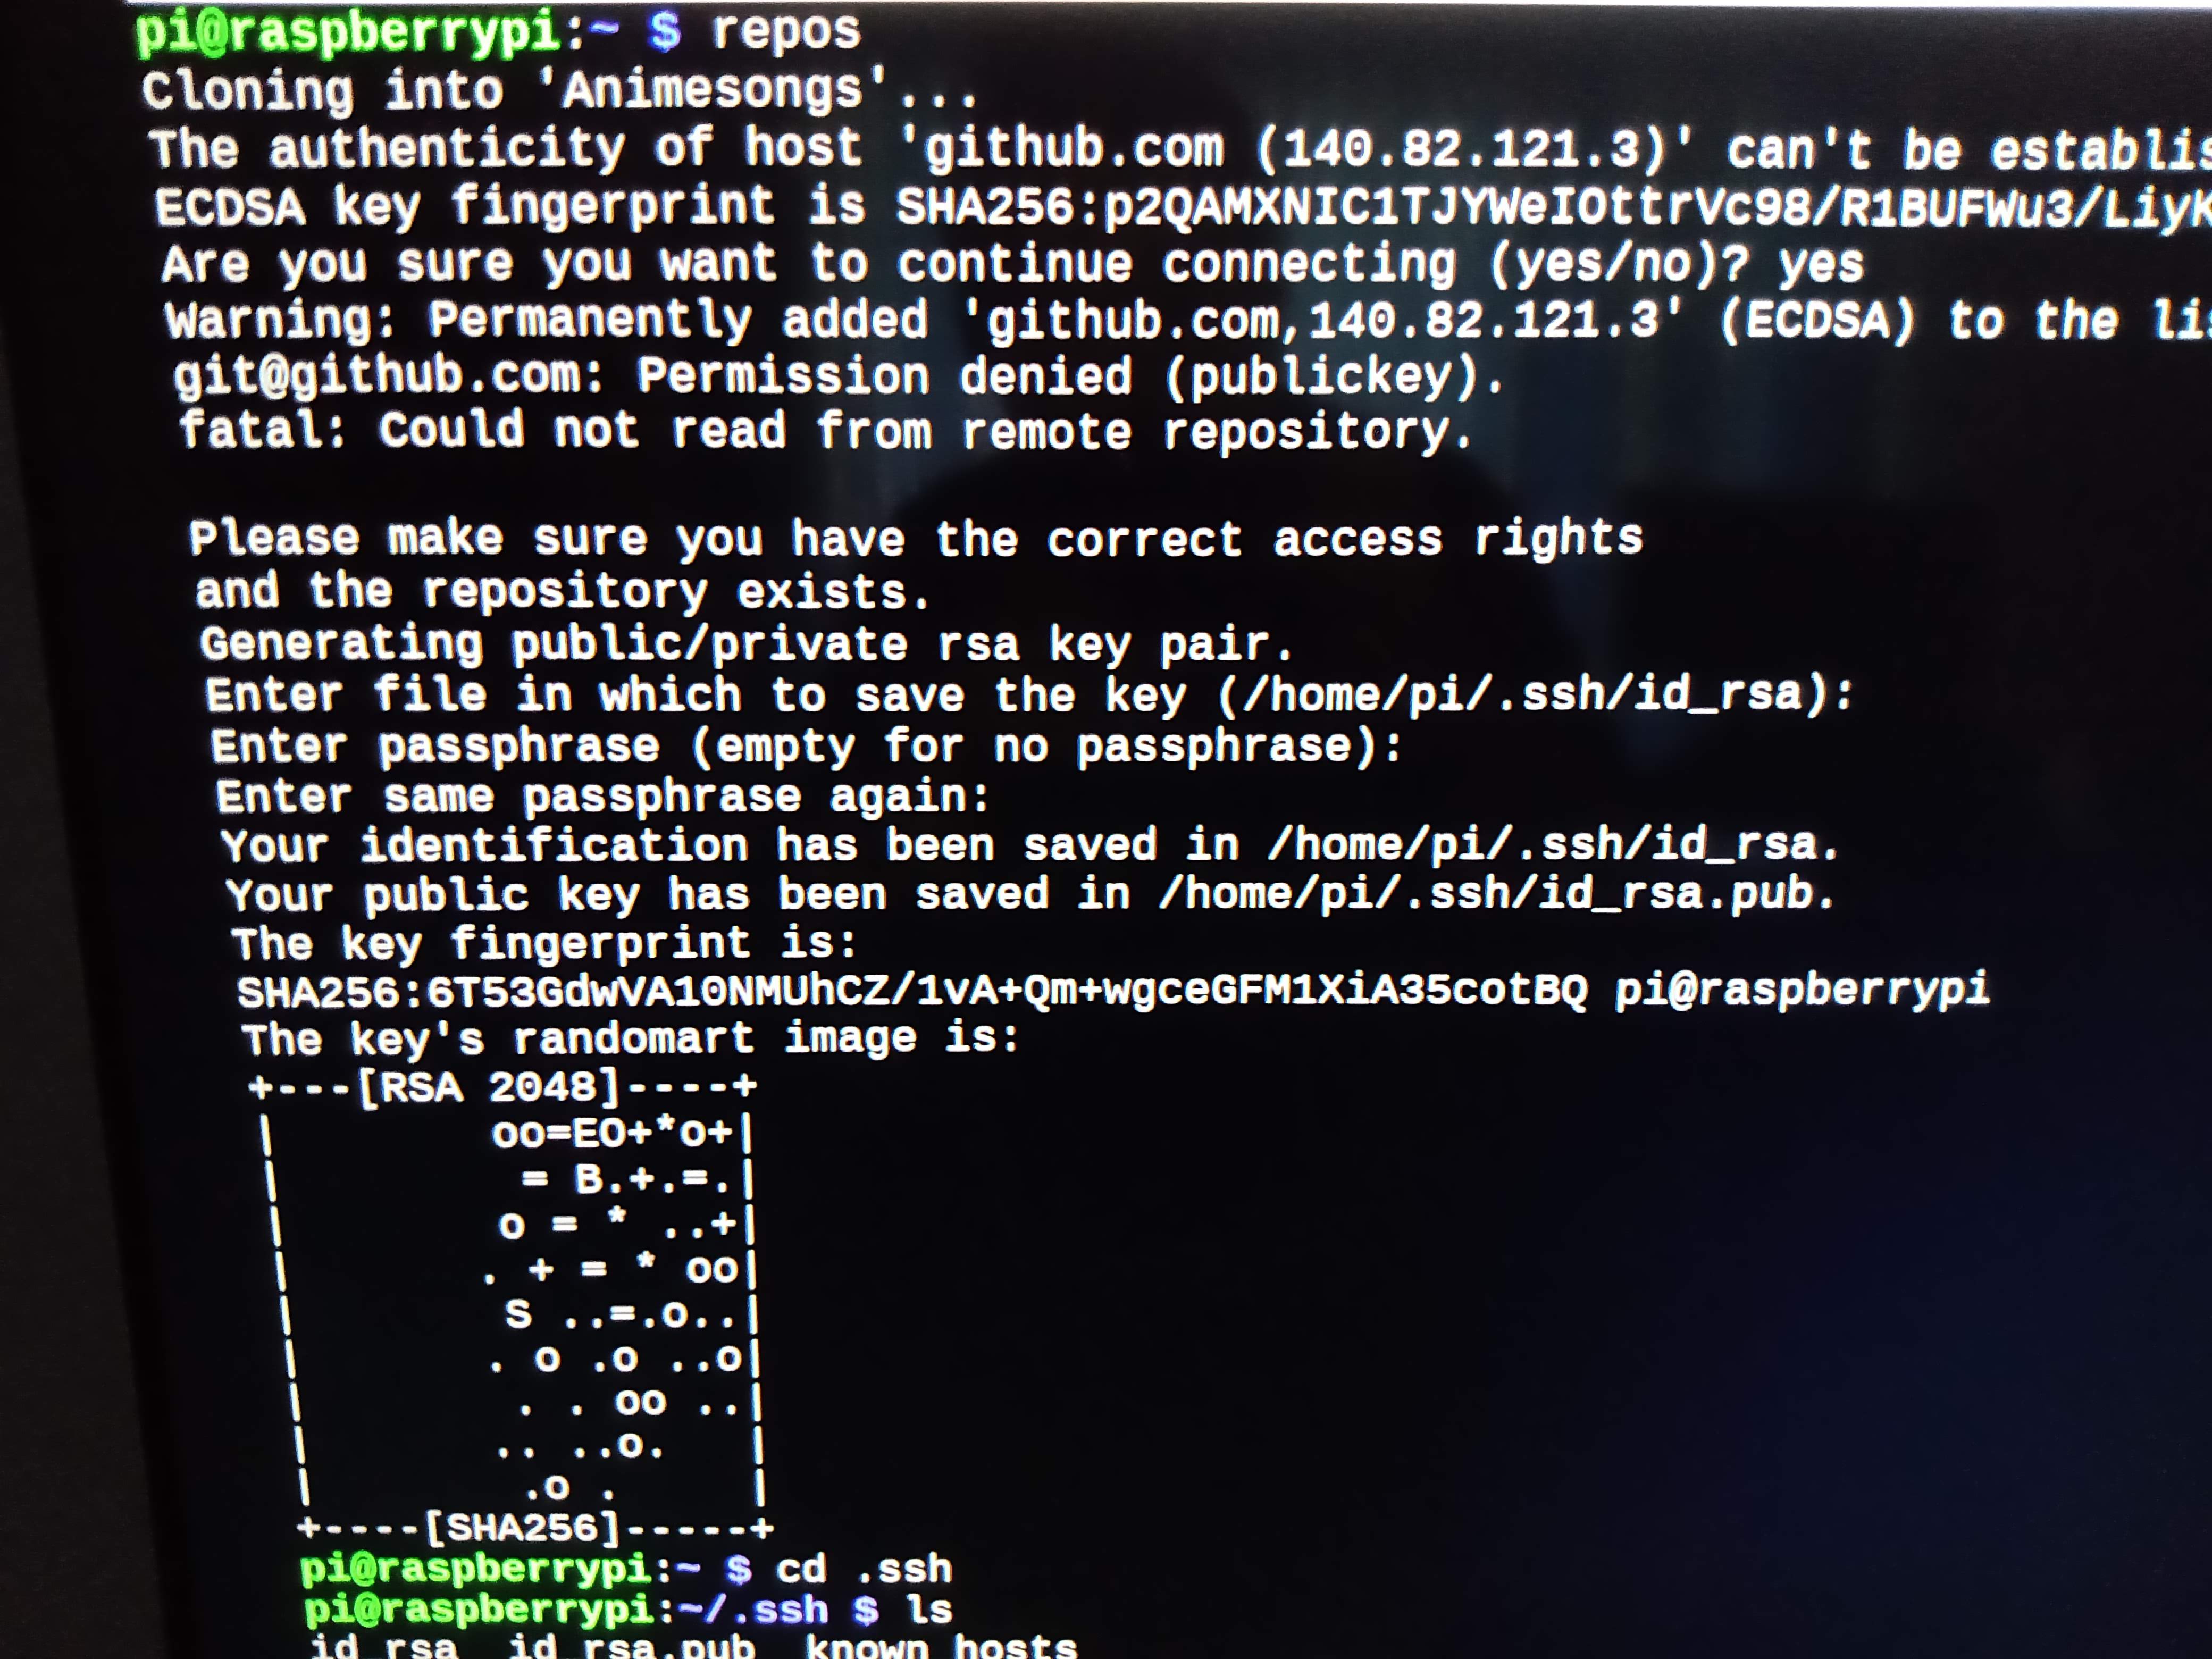 pi@raspberrypi:~ $ repos
Cloning into 'Animesongs'...
The authenticity of host 'github.com (140.82.121.3)' can't be establis
ECDSA key fingerprint is SHA256:p2QAMXNIC1TJYWeIOttrVc98/R1BUFWu3/LiyK
Are you sure you want to continue connecting (yes/no)? yes
Warning: Permanently added 'github.com,140.82.121.3' (ECDSA) to the lis
git@github.com: Permission denied (publickey).
fatal: Could not read from remote repository.

Please make sure you have the correct access rights
and the repository exists.
Generating public/private rsa key pair.
Enter file in which to save the key (/home/pi/.ssh/id_rsa):
Enter passphrase (empty for no passphrase):
Enter same passphrase again:
Your identification has been saved in /home/pi/.ssh/id_rsa.
Your public key has been saved in /home/pi/.ssh/id_rsa.pub.
The key fingerprint is:
SHA256:6T53GdwVA10NMUhCZ/1vA+Qm+wgceGFM1XiA35cotBQ pi@raspberrypi
The key's randomart image is:
+---[RSA 2048]----+
|        oo=EO+*o+|
|         = B.+.=.|
|        o = * ..+|
|       . + = * oo|
|        S ..=.o..|
|       . o .o ..o|
|        . . oo ..|
|       .. ..o.   |
|        .o .     |
+----[SHA256]-----+
pi@raspberrypi:~ $ cd .ssh
pi@raspberrypi:~/.ssh $ ls
id_rsa  id_rsa.pub  known_hosts